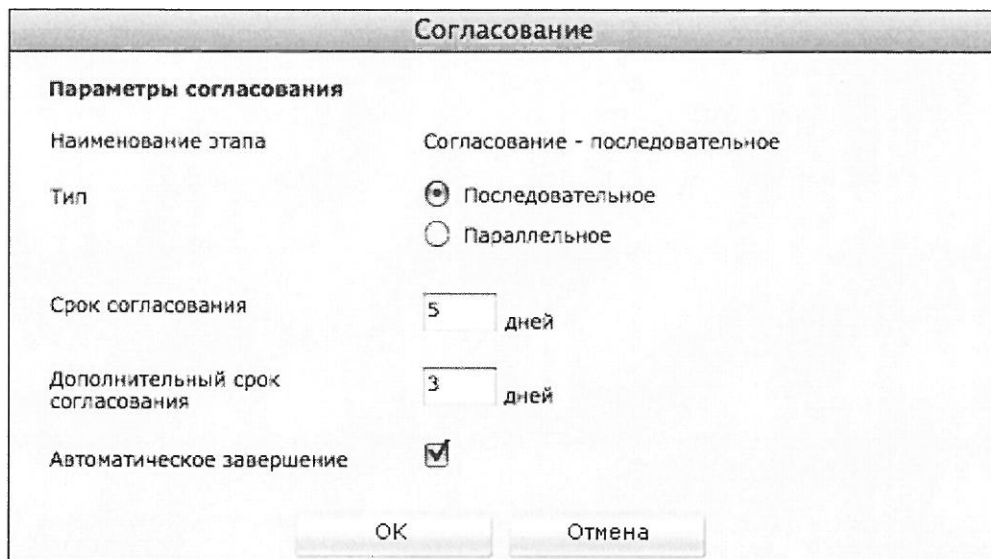 Согласование
Параметры согласования
Наименование этапа Согласование - последовательное
Тип Последовательное
Параллельное
Срок согласования 5 дней
Дополнительный срок
согласования 3 дней
Автоматическое завершение
ОК Отмена